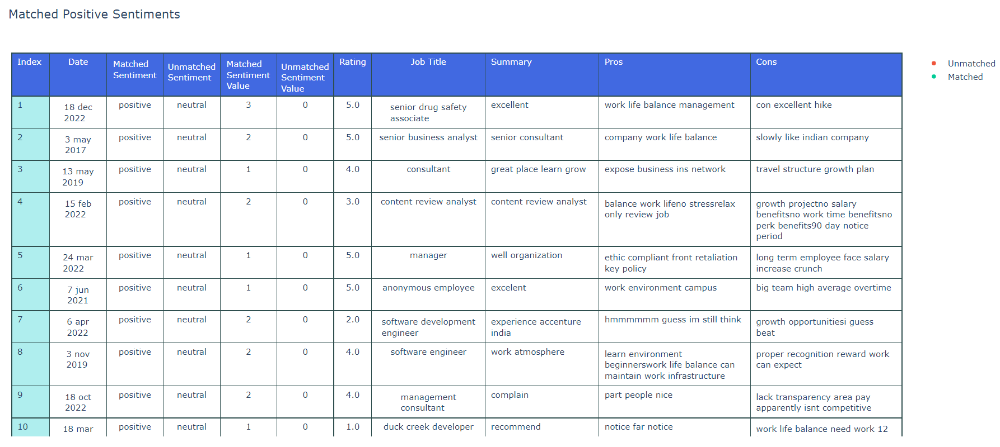 Matched Positive Sentiments
Index Date Matched Sentiment Unmatched Sentiment Matched Sentiment Value Unmatched Sentiment Value Rating Job Title Summary Pros Cons
1 18 dec 2022 positive neutral 3 0 5.0 senior drug safety associate excellent work life balance management con excellent hike
2 3 may 2017 positive neutral 2 0 5.0 senior business analyst senior consultant company work life balance slowly like indian company
3 13 may 2019 positive neutral 1 0 4.0 consultant great place learn grow expose business ins network travel structure growth plan
4 15 feb 2022 positive neutral 2 0 3.0 content review analyst content review analyst balance work lifeno stressrelax only review job growth projectno salary benefitsno work time benefitsno perk benefits90 day notice period
5 24 mar 2022 positive neutral 1 0 5.0 manager well organization ethic compliant front retaliation key policy long term employee face salary increase crunch
6 7 jun 2021 positive neutral 1 0 5.0 anonymous employee excelent work environment campus big team high average overtime
7 6 apr 2022 positive neutral 2 0 2.0 software development engineer experience accenture india hmmmmmm guess im still think growth opportunitiesi guess beat
8 3 nov 2019 positive neutral 2 0 4.0 software engineer work atmosphere learn environment beginnerswork life balance can maintain work infrastructure proper recognition reward work can expect
9 18 oct 2022 positive neutral 2 0 4.0 management consultant complain part people nice lack transparency area pay apparently isnt competitive
10 18 mar positive neutral 1 0 1.0 duck creek developer recommend notice far notice work life balance need work 12
Unmatched
Matched